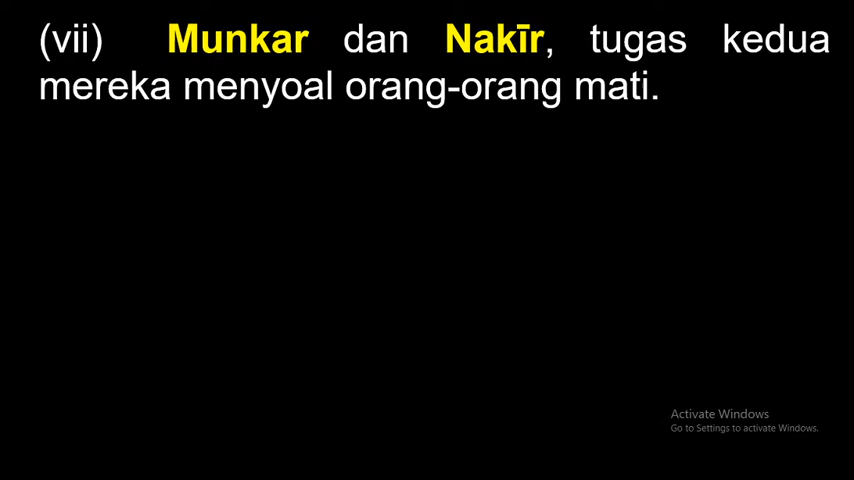 (vii) Munkar dan Nakīr, tugas kedua
mereka menyoal orang-orang mati.
Activate Windows
Go to Settings to activate Windows.